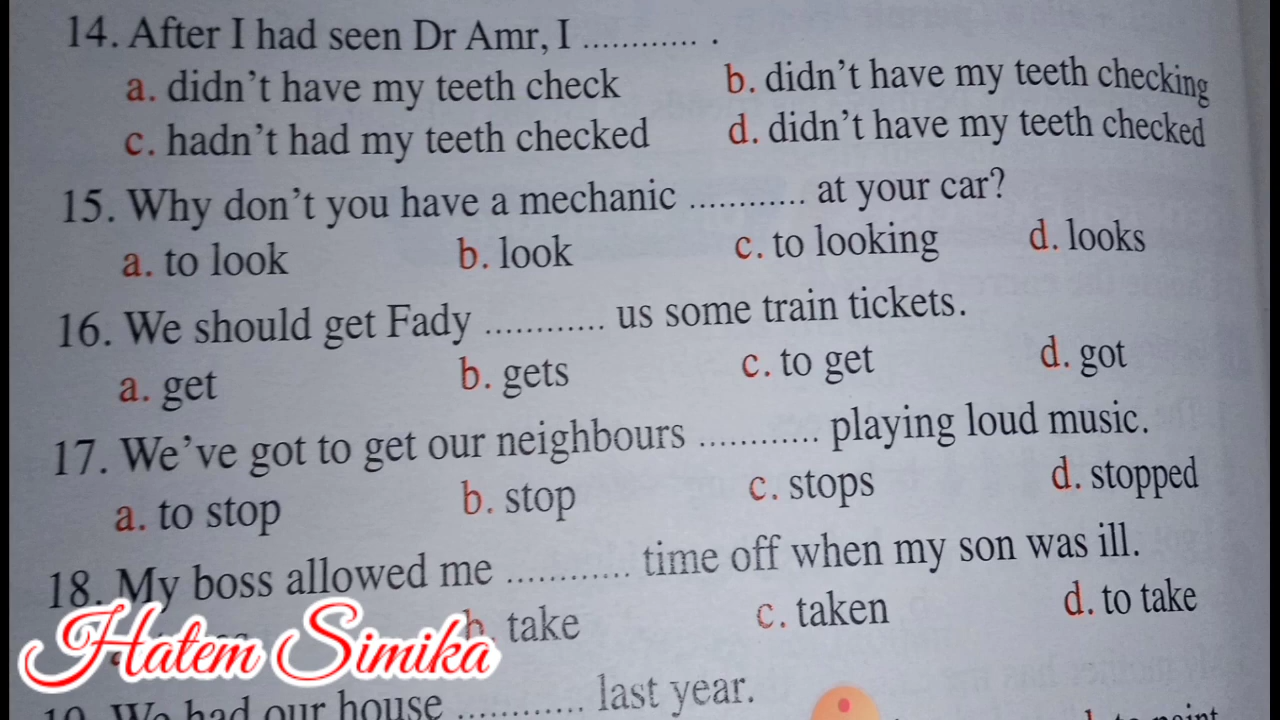 14. After I had seen Dr Amr, I ............ .
a. didn't have my teeth check b. didn't have my teeth checking
c. hadn't had my teeth checked d. didn't have my teeth checked
15. Why don't you have a mechanic ............ at your car?
a. to look b. look c. to looking d. looks
16. We should get Fady ............ us some train tickets.
a. get b. gets c. to get d. got
17. We've got to get our neighbours ............ playing loud music.
a. to stop b. stop c. stops d. stopped
18. My boss allowed me ............ time off when my son was ill.
b. take c. taken d. to take
Hatem Simika
19. We had our house ............ last year.